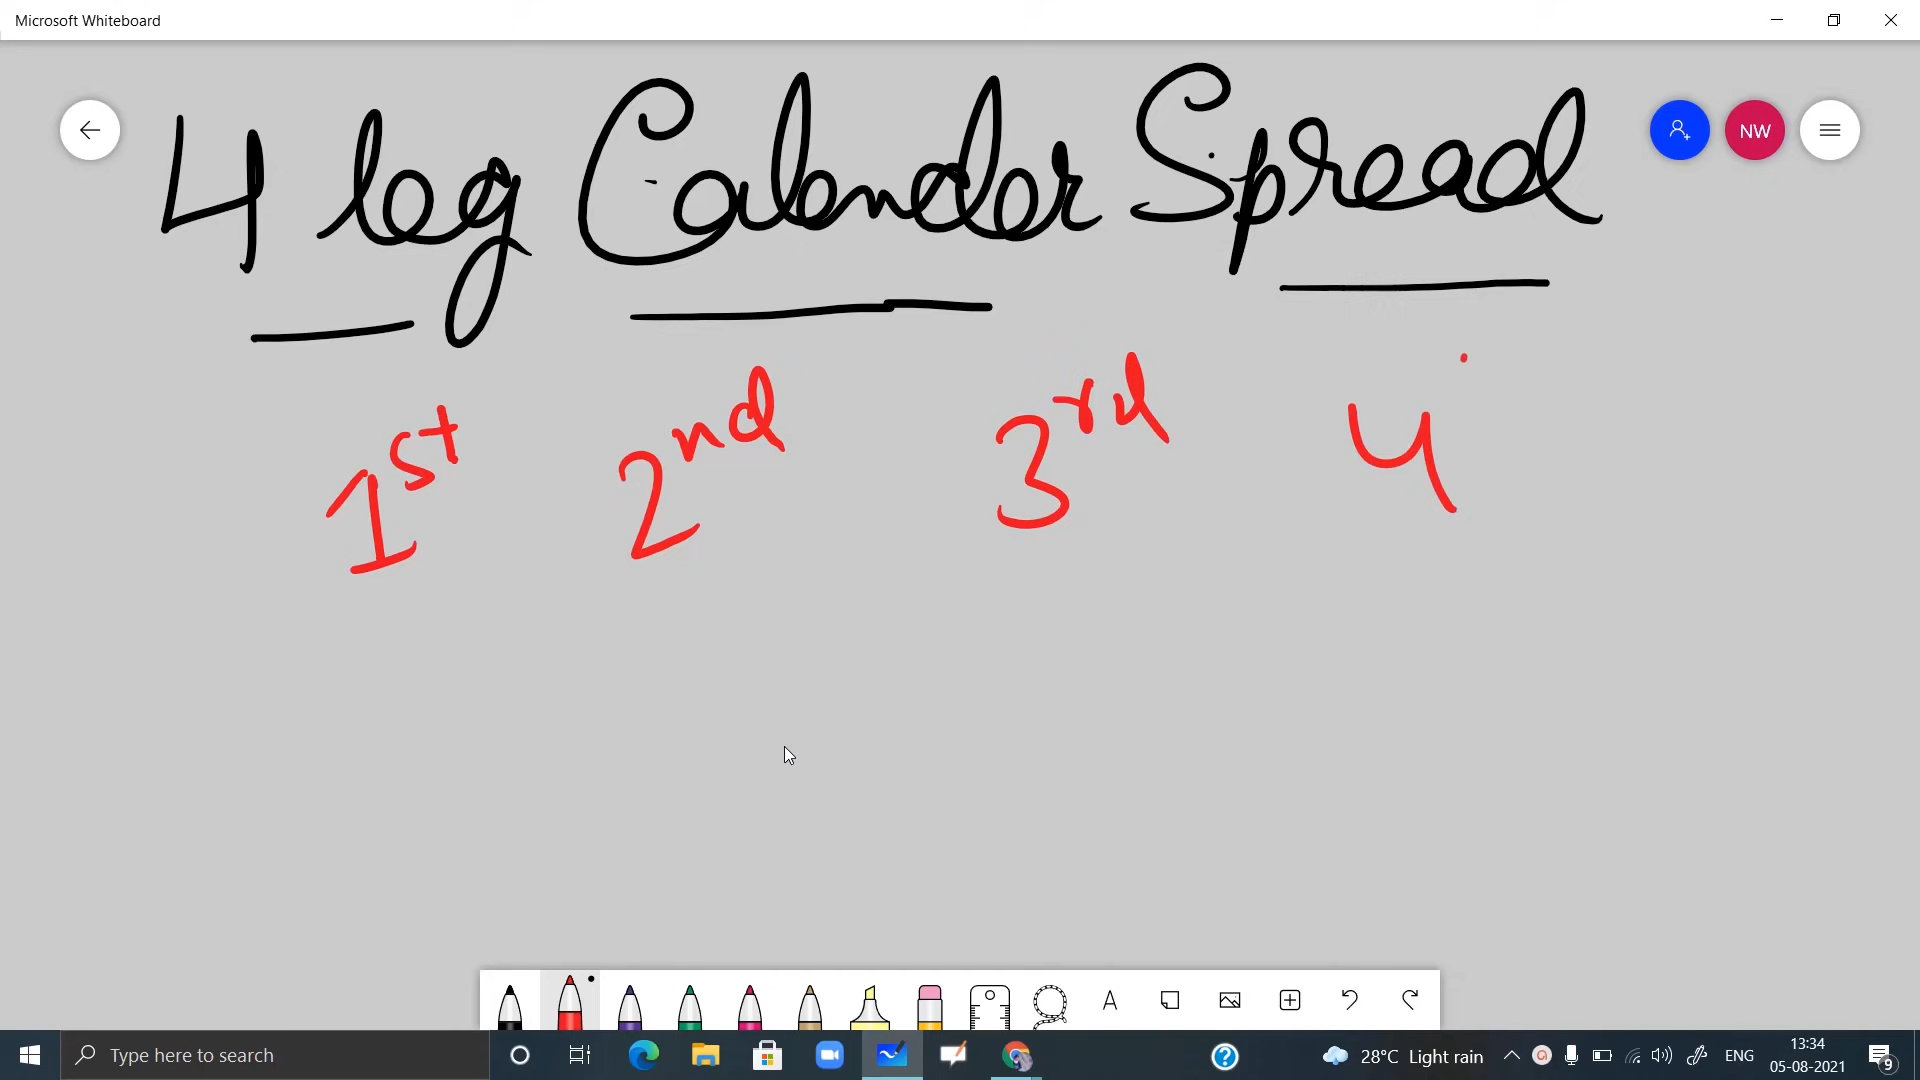 Microsoft Whiteboard
4 leg Calender Spread
NW
1st 2nd 3rd 4
A
Type here to search
28°C Light rain
ENG
13:34
05-08-2021
9